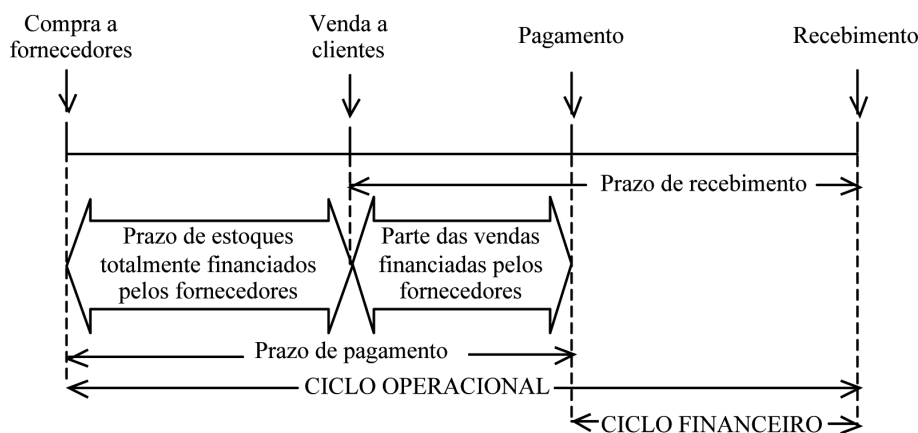 Compra a
fornecedores
Venda a
clientes
Pagamento
Recebimento
Prazo de recebimento
Prazo de estoques
totalmente financiados
pelos fornecedores
Parte das vendas
financiadas pelos
fornecedores
Prazo de pagamento
CICLO OPERACIONAL
CICLO FINANCEIRO